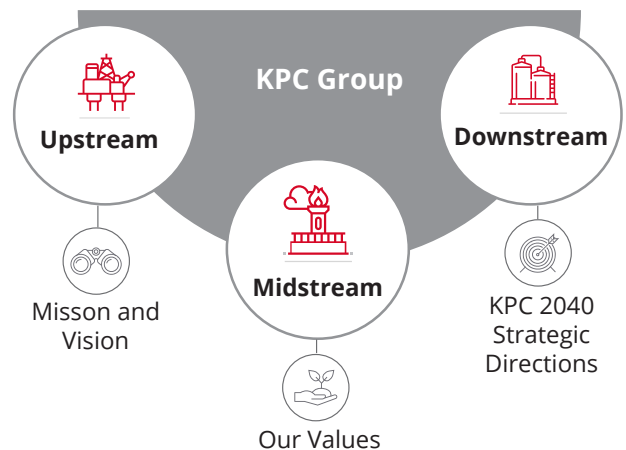 KPC Group
Upstream
Downstream
Midstream
Misson and
Vision
KPC 2040
Strategic
Directions
Our Values